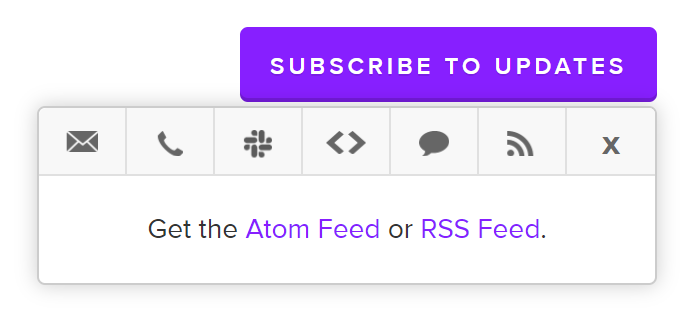 SUBSCRIBE TO UPDATES
x
Get the Atom Feed or RSS Feed.